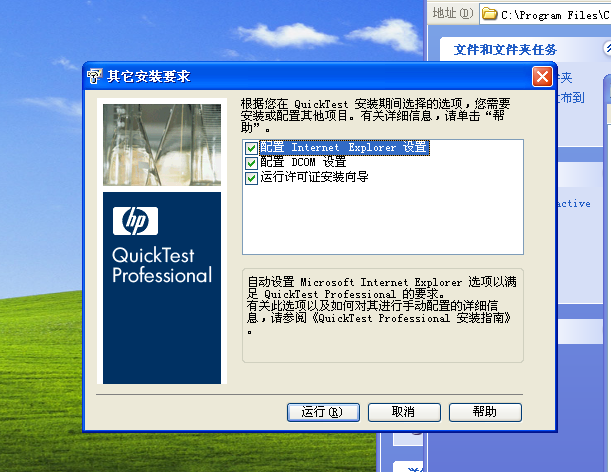 地址(D)
C:\Program Files\C
文件和文件夹任务
夹
布到
active
其它安装要求
根据您在 QuickTest 安装期间选择的选项，您需要
安装或配置其他项目。有关详细信息，请单击“帮
助”。
配置 Internet Explorer 设置
配置 DCOM 设置
运行许可证安装向导
hp
QuickTest
Professional
自动设置 Microsoft Internet Explorer 选项以满
足 QuickTest Professional 的要求。
有关此选项以及如何对其进行手动配置的详细信
息，请参阅《QuickTest Professional 安装指南》
。
运行(R)
取消
帮助